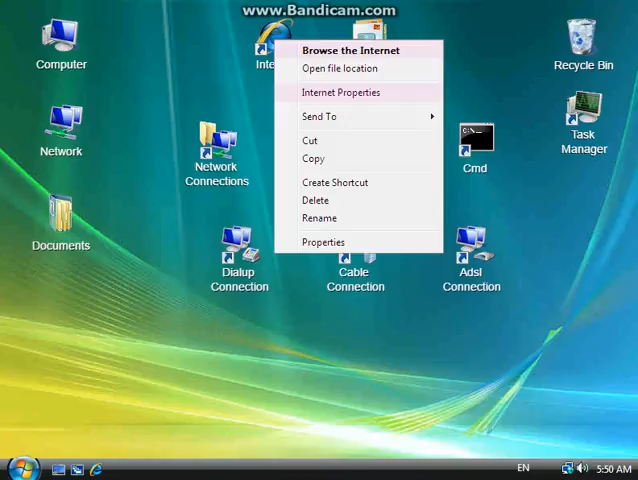 www.Bandicam.com
Computer
Inte
Recycle Bin
Browse the Internet
Open file location
Internet Properties
Send To
Cut
Copy
Create Shortcut
Delete
Rename
Properties
Network
Network
Connections
Cmd
Task
Manager
Documents
Dialup
Connection
Cable
Connection
Adsl
Connection
EN
5:50 AM